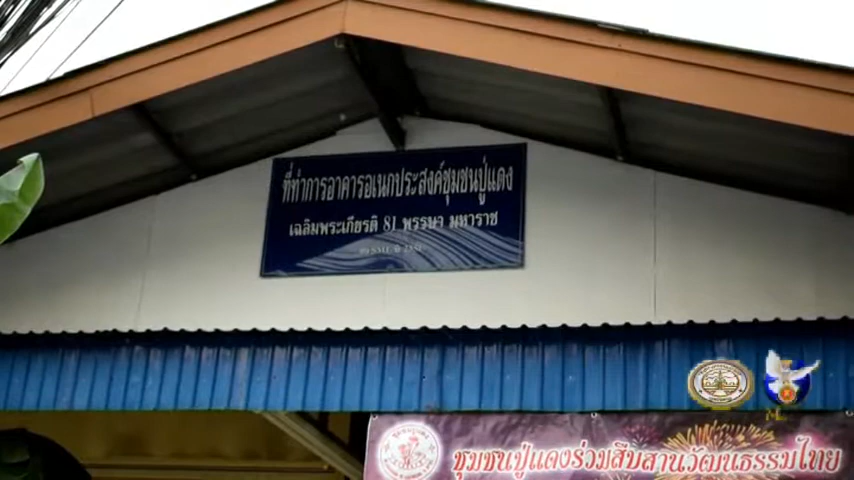 ที่ทำการอาคารอเนกประสงค์ชุมชนปู่แดง
เฉลิมพระเกียรติ 81 พรรษา มหาราช
ชุมชนปู่แดงร่วมสืบสานวัฒนธรรมไทย